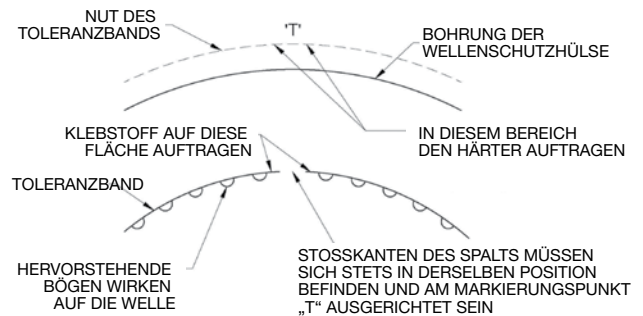 NUT DES
TOLERANZBANDS
'T'
BOHRUNG DER
WELLENSCHUTZHÜLSE
KLEBSTOFF AUF DIESE
FLÄCHE AUFTRAGEN
IN DIESEM BEREICH
DEN HÄRTER AUFTRAGEN
TOLERANZBAND
HERVORSTEHENDE
BÖGEN WIRKEN
AUF DIE WELLE
STOSSKANTEN DES SPALTS MÜSSEN
SICH STETS IN DERSELBEN POSITION
BEFINDEN UND AM MARKIERUNGSPUNKT
„T“ AUSGERICHTET SEIN